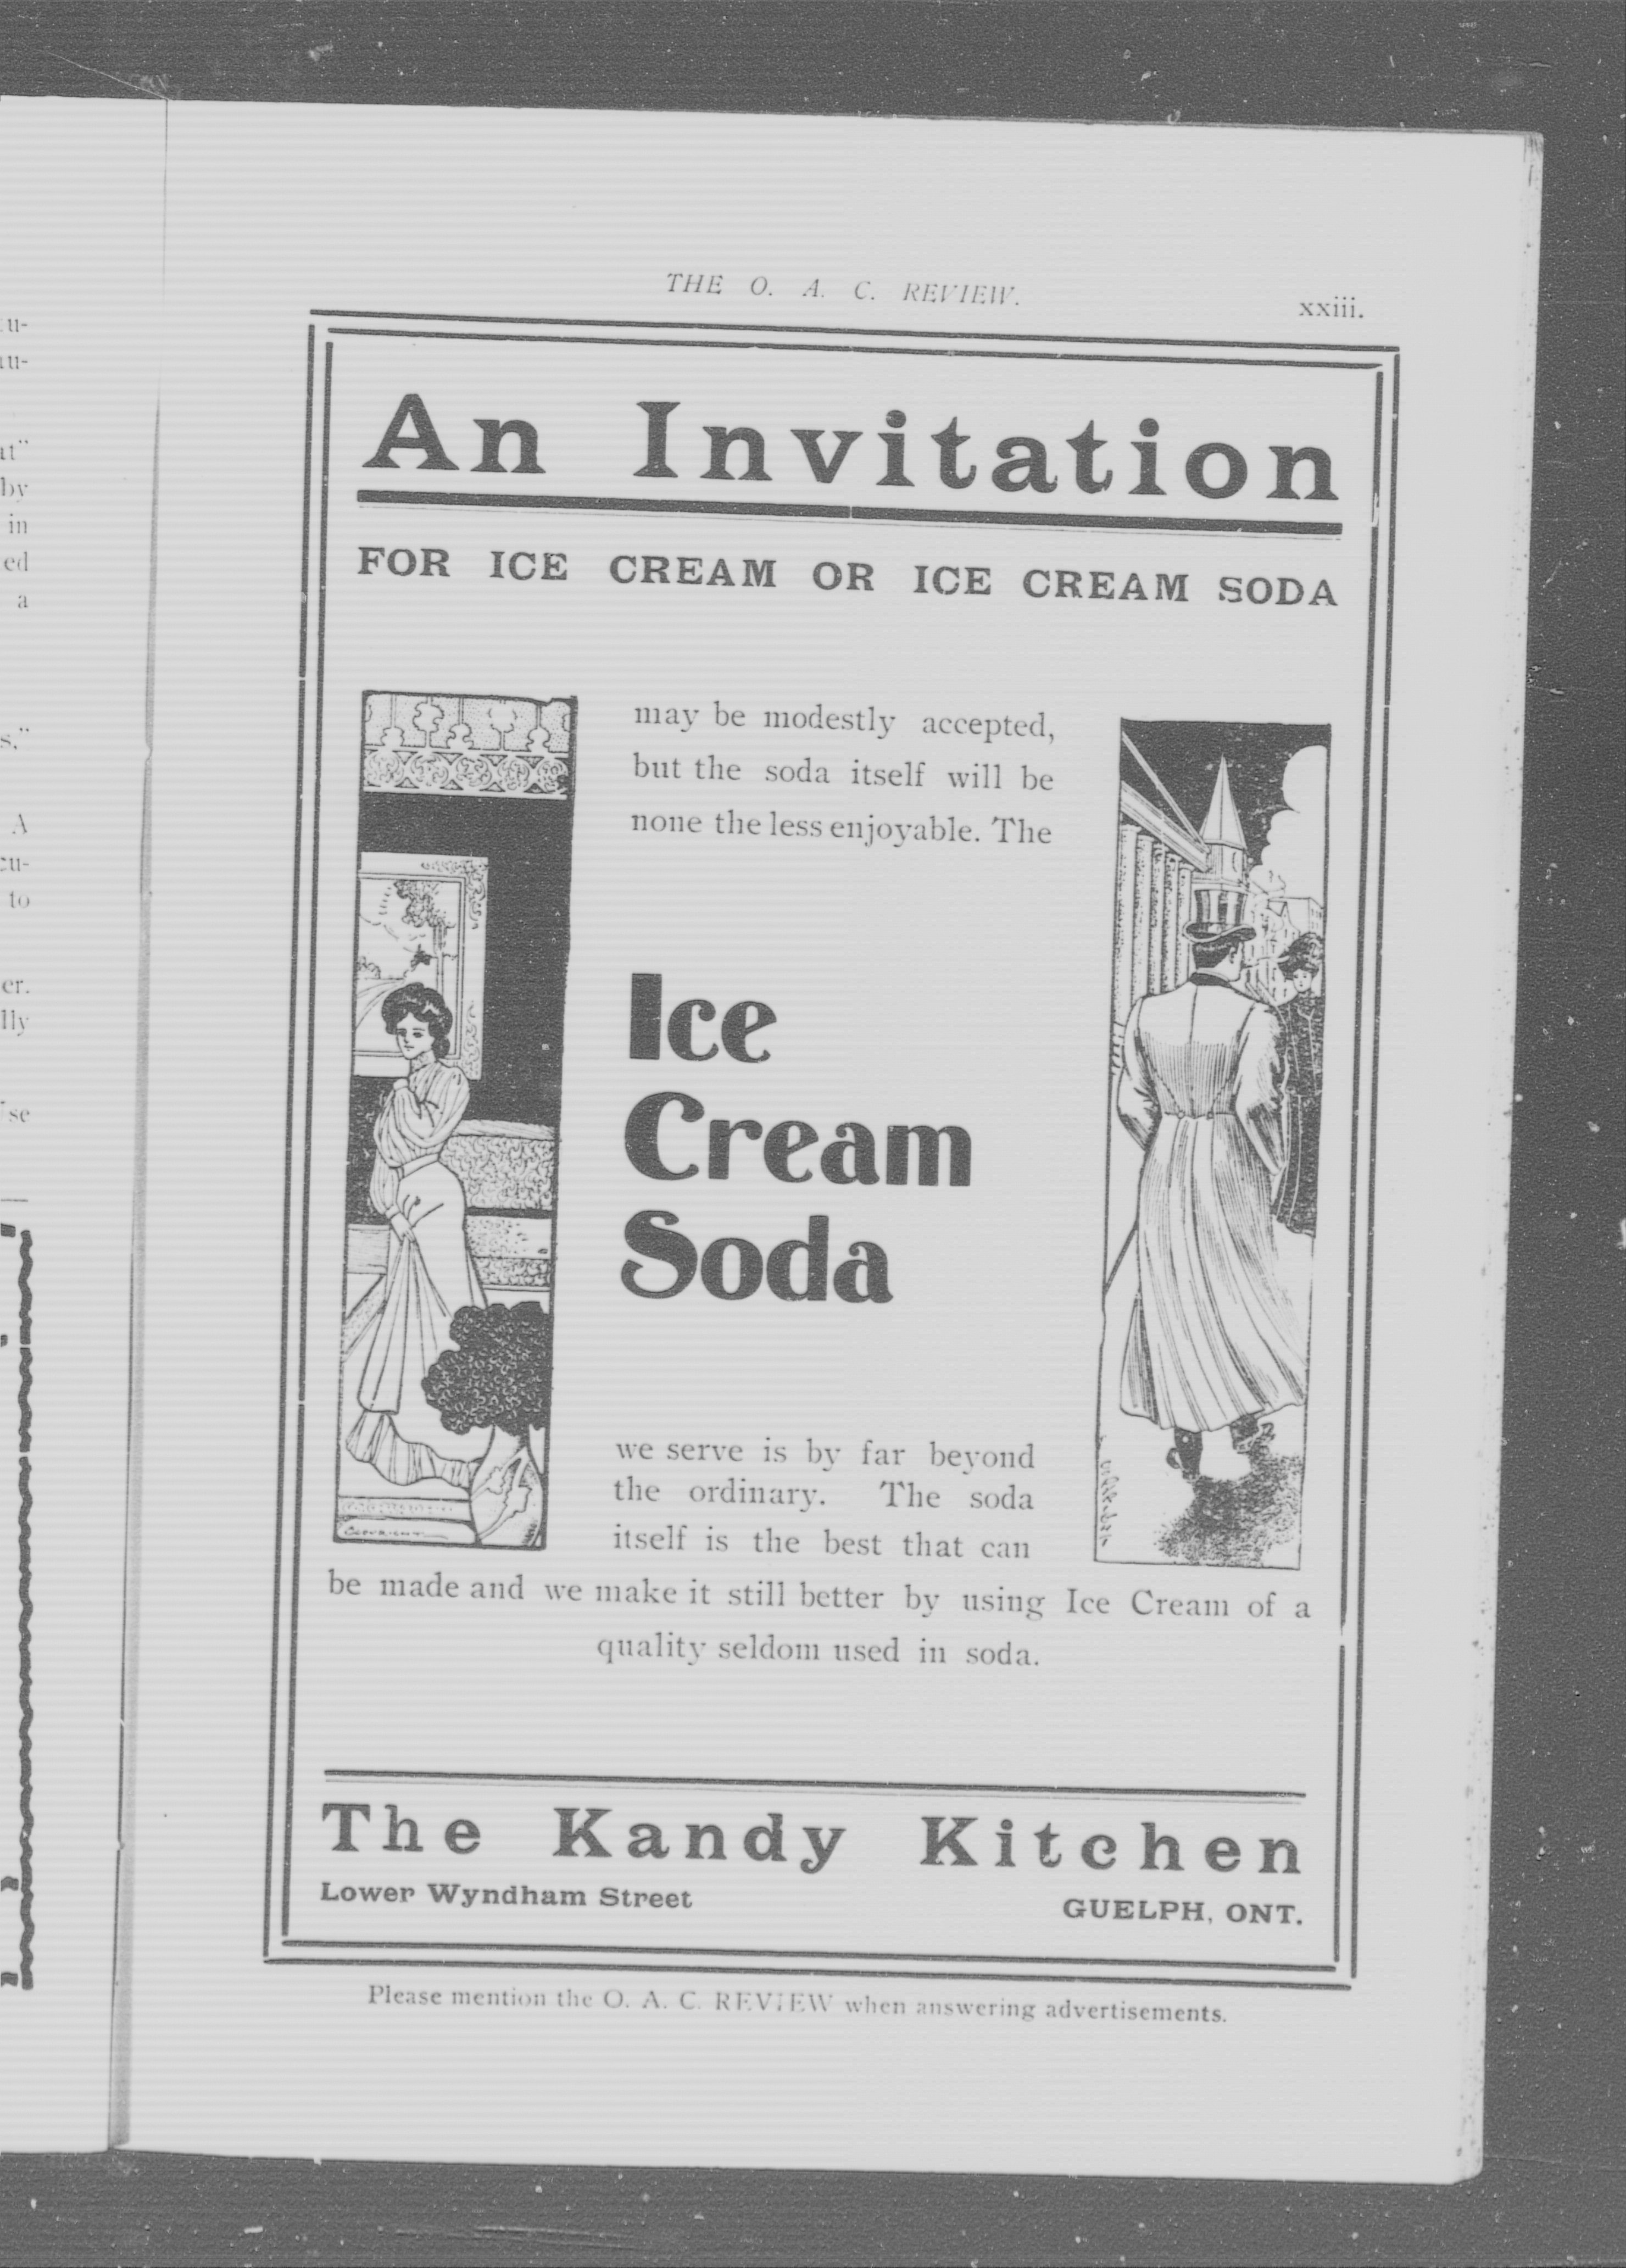 THE O. A. C. REVIEW. xxiii.
An Invitation
FOR ICE CREAM OR ICE CREAM SODA
may be modestly accepted,
but the soda itself will be
none the less enjoyable. The
Ice
Cream
Soda
we serve is by far beyond
the ordinary. The soda
itself is the best that can
be made and we make it still better by using Ice Cream of a
quality seldom used in soda.
COPYRIGHT
The Kandy Kitchen
Lower Wyndham Street GUELPH, ONT.
Please mention the O. A. C. REVIEW when answering advertisements.